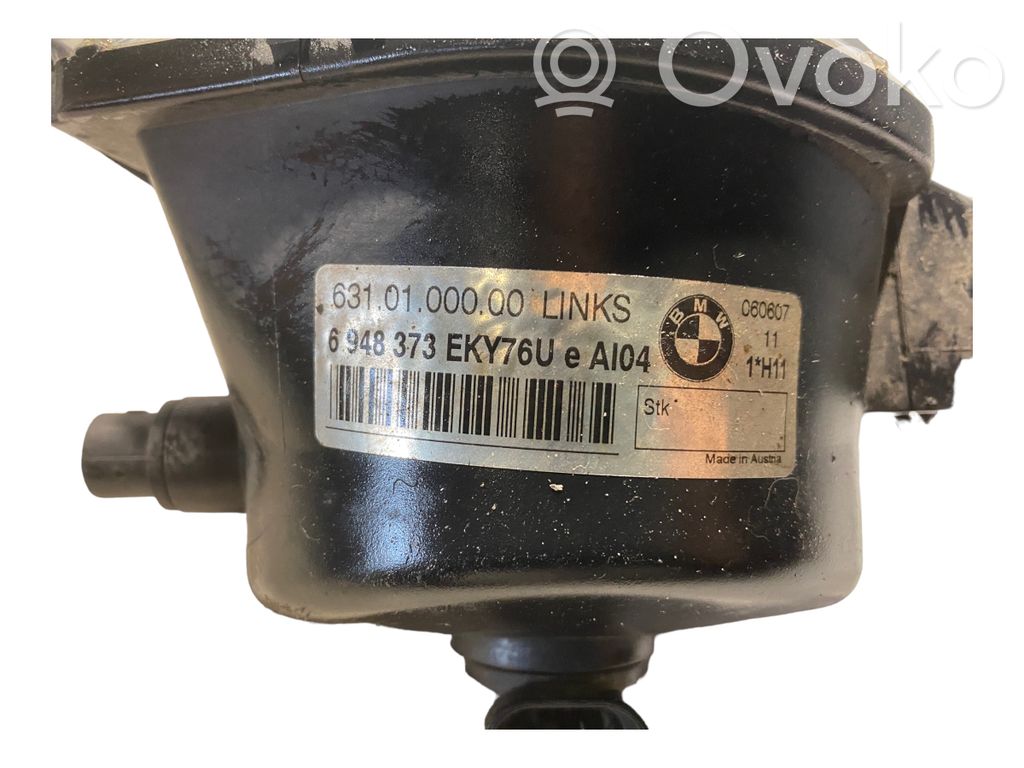 Ovoko
631.01.000.00 LINKS
6 948 373 EKY76U e AI04
BMW
060607
11
1*H11
Stk
Made in Austria